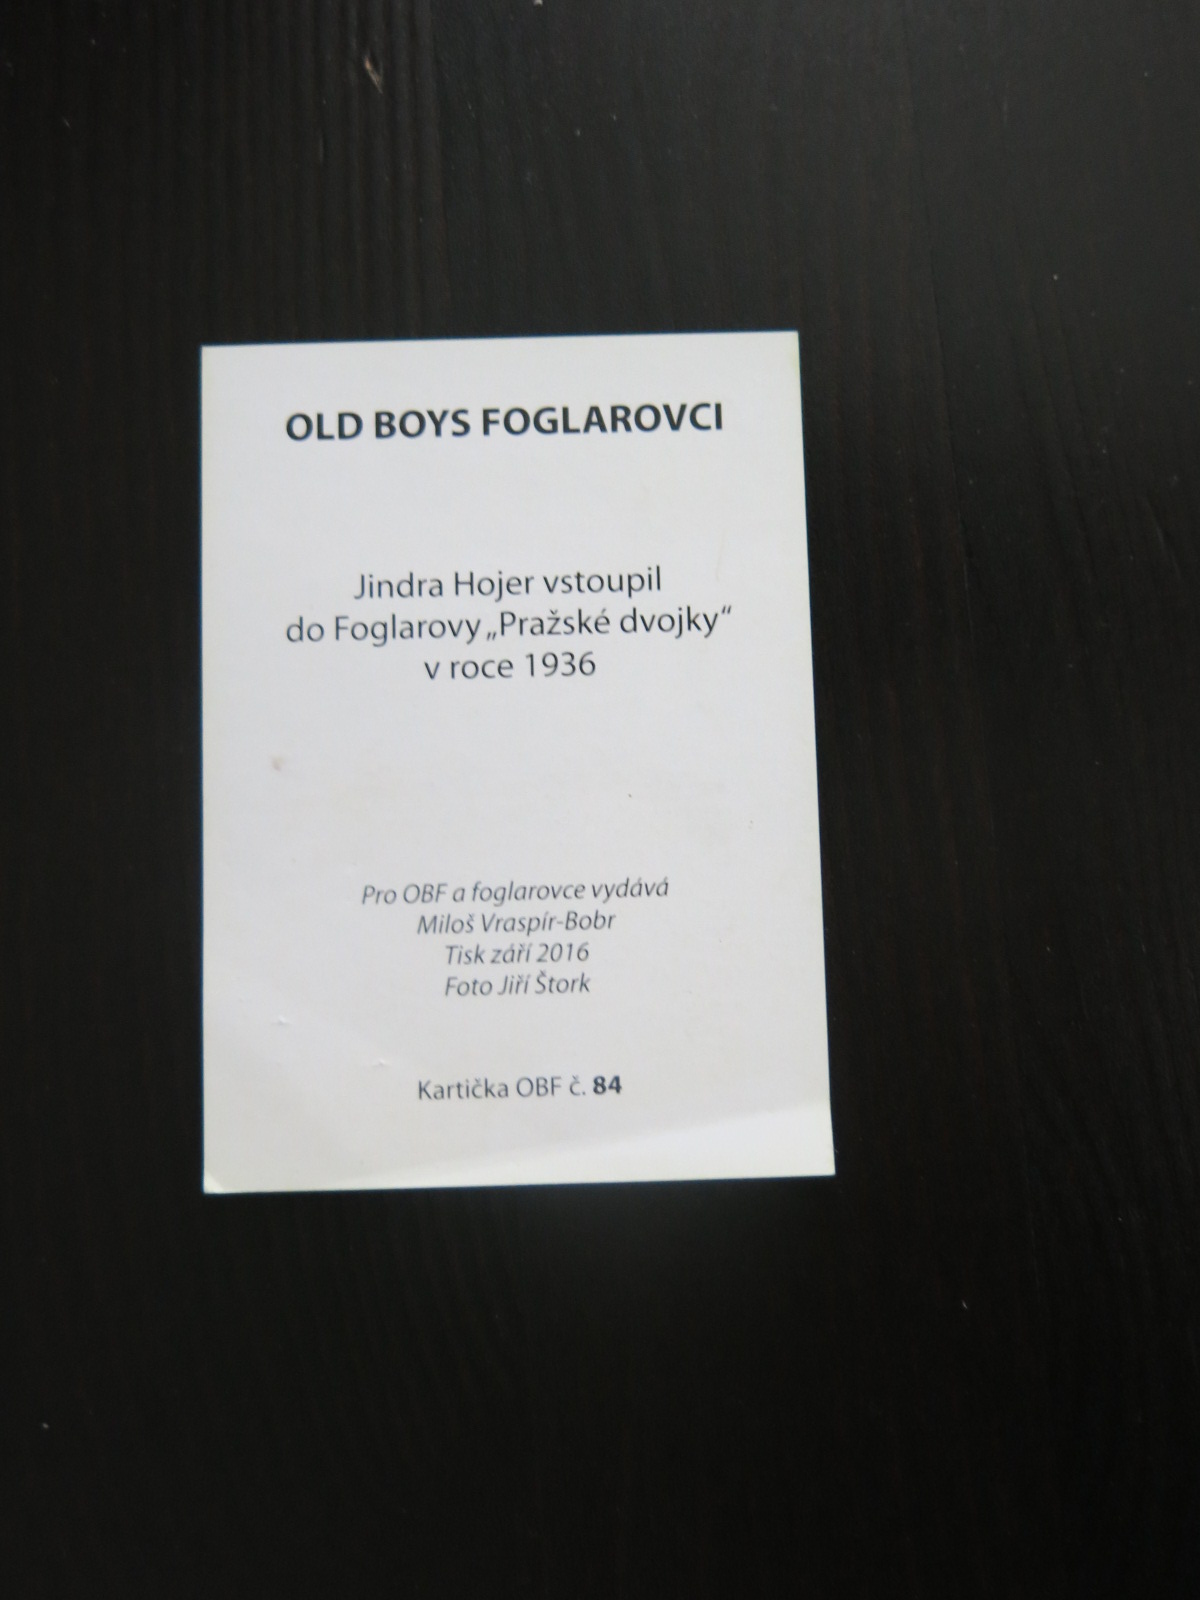 OLD BOYS FOGLAROVCI
Jindra Hojer vstoupil
do Foglarovy „Pražské dvojky“
v roce 1936
Pro OBF a foglarovce vydává
Miloš Vraspír-Bobr
Tisk září 2016
Foto Jiří Štork
Kartička OBF č. 84